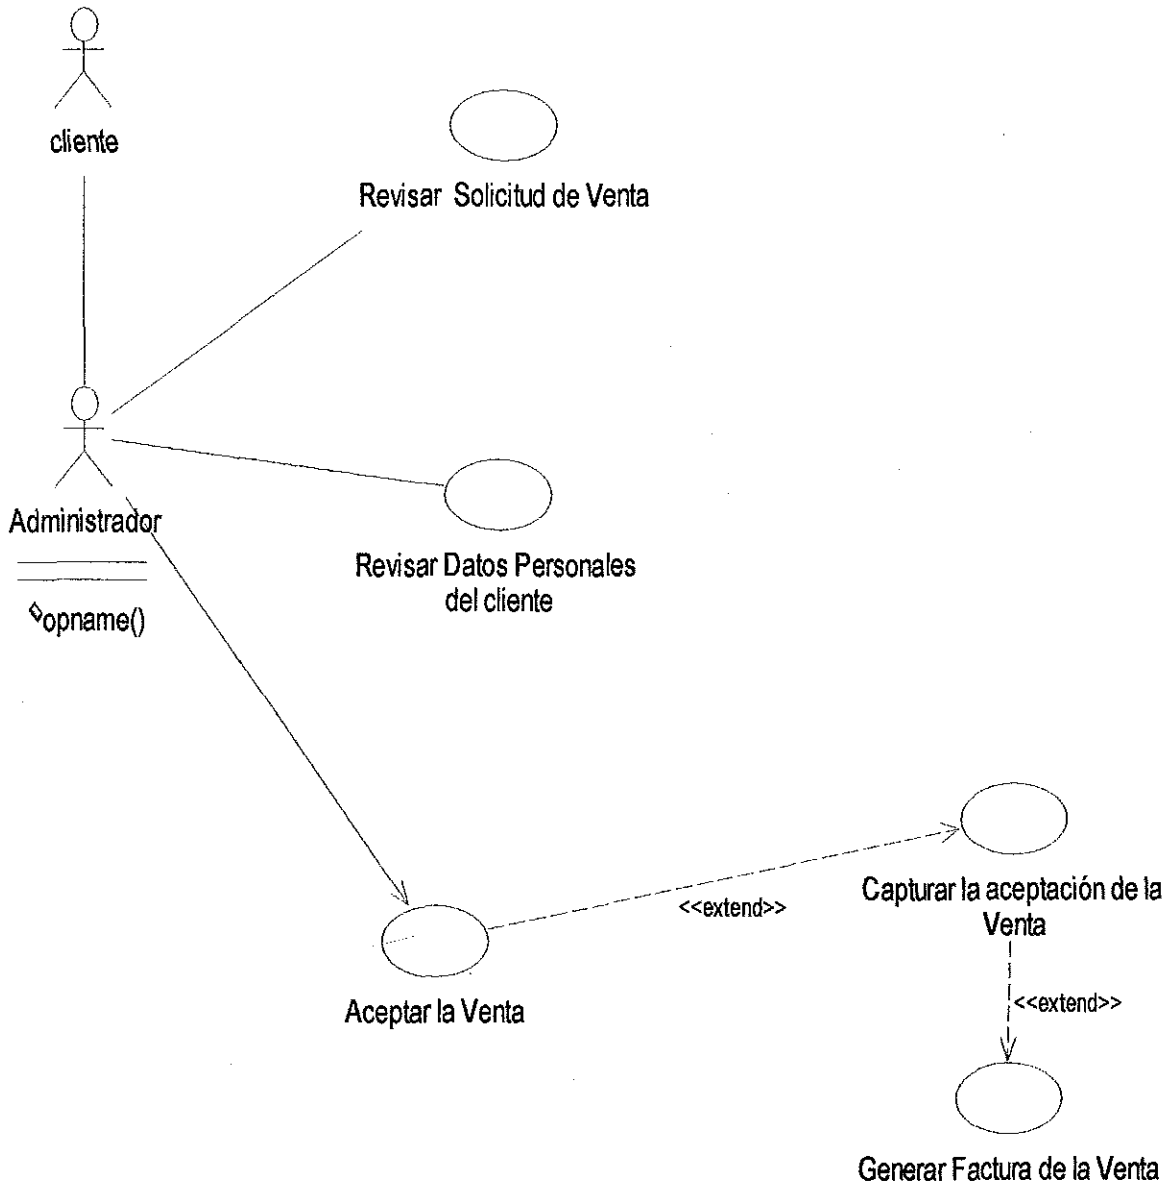 cliente
Revisar Solicitud de Venta
Administrador
opname()
Revisar Datos Personales
del cliente
<<extend>>
Capturar la aceptación de la
Venta
Aceptar la Venta
<<extend>>
Generar Factura de la Venta